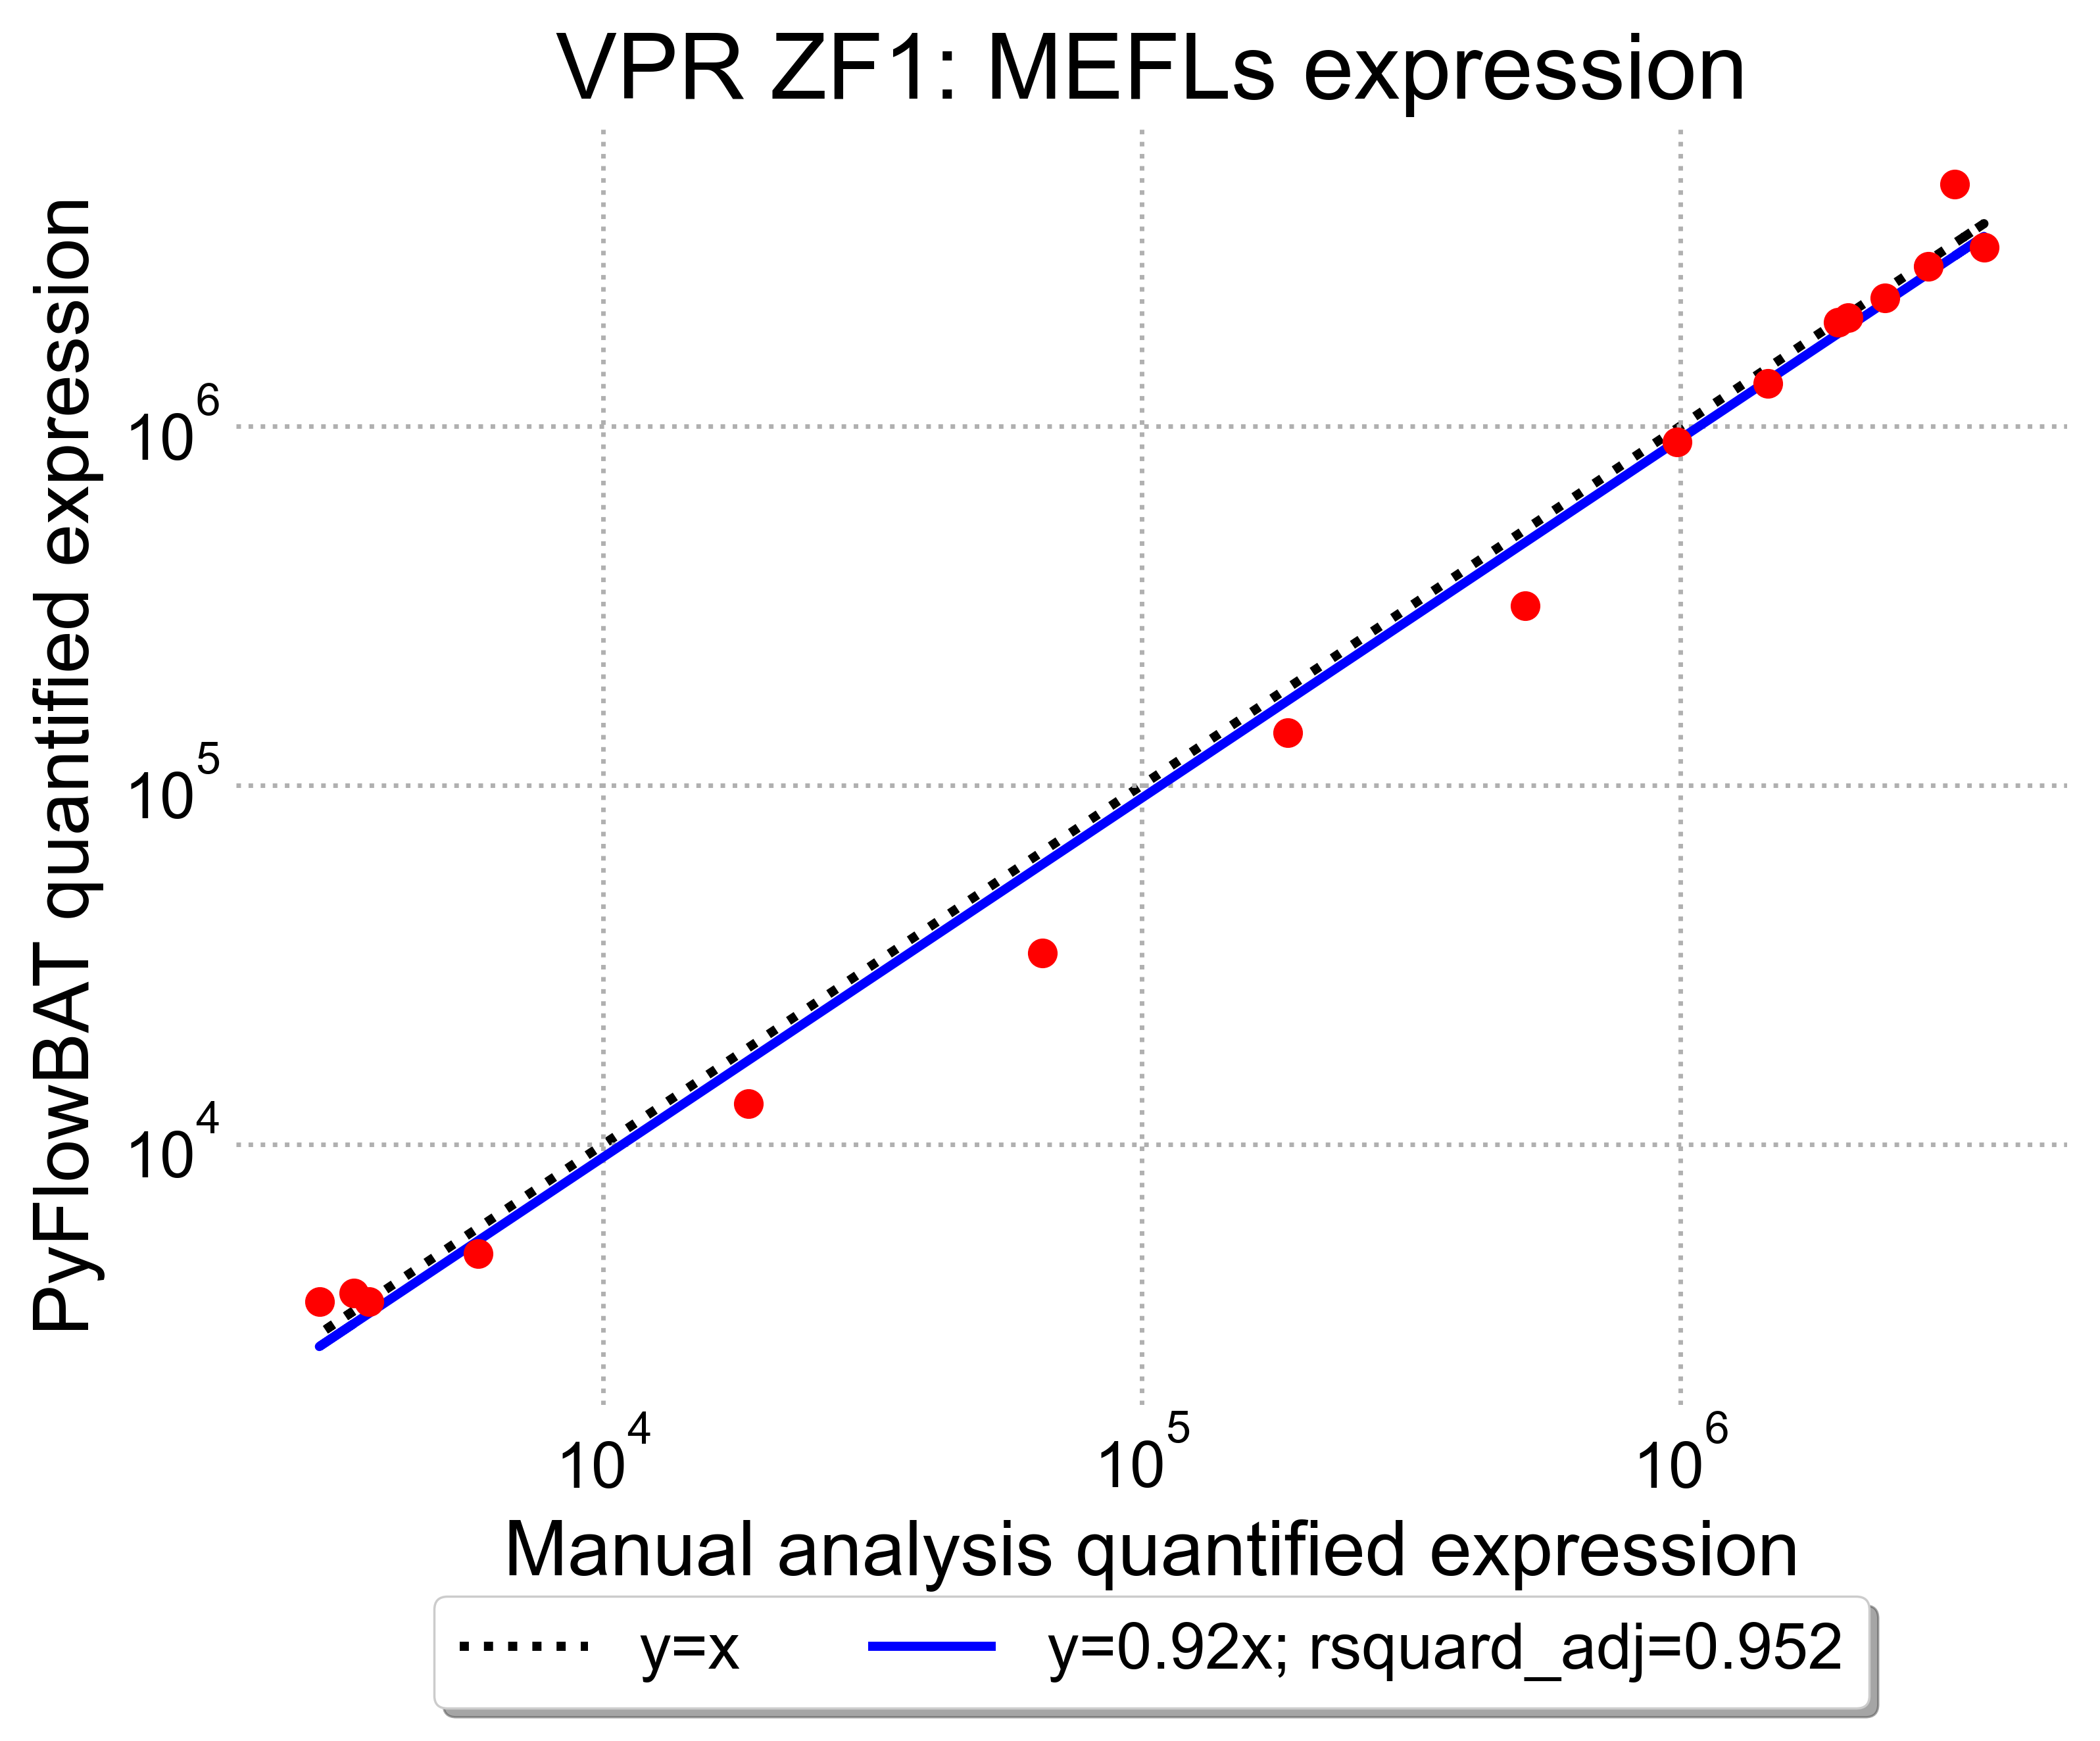 VPR ZF1: MEFLs expression
PyFlowBAT quantified expression
10^6
10^5
10^4
10^4 10^5 10^6
Manual analysis quantified expression
y=x y=0.92x; rsquard_adj=0.952